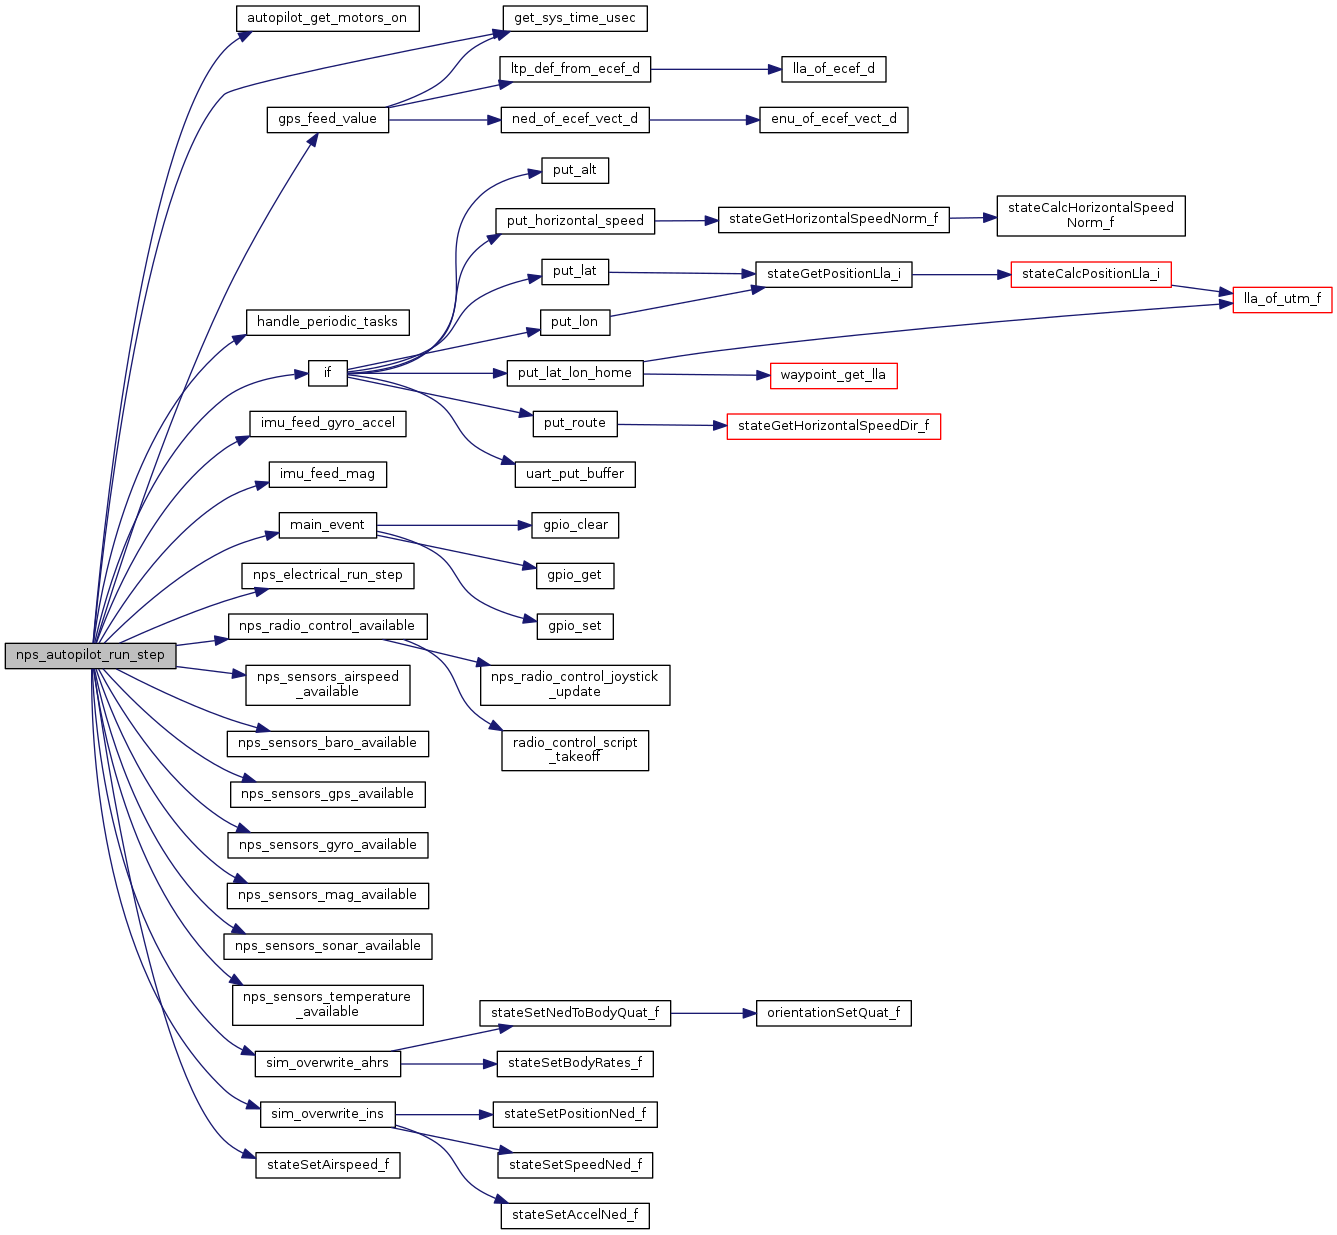 autopilot_get_motors_on
get_sys_time_usec
ltp_def_from_ecef_d
lla_of_ecef_d
gps_feed_value
ned_of_ecef_vect_d
enu_of_ecef_vect_d
put_alt
put_horizontal_speed
stateGetHorizontalSpeedNorm_f
stateCalcHorizontalSpeed
Norm_f
put_lat
stateGetPositionLla_i
stateCalcPositionLla_i
lla_of_utm_f
handle_periodic_tasks
put_lon
if
put_lat_lon_home
waypoint_get_lla
imu_feed_gyro_accel
put_route
stateGetHorizontalSpeedDir_f
imu_feed_mag
uart_put_buffer
main_event
gpio_clear
nps_electrical_run_step
gpio_get
nps_radio_control_available
gpio_set
nps_autopilot_run_step
nps_sensors_airspeed
_available
nps_radio_control_joystick
_update
nps_sensors_baro_available
radio_control_script
_takeoff
nps_sensors_gps_available
nps_sensors_gyro_available
nps_sensors_mag_available
nps_sensors_sonar_available
nps_sensors_temperature
_available
stateSetNedToBodyQuat_f
orientationSetQuat_f
sim_overwrite_ahrs
stateSetBodyRates_f
sim_overwrite_ins
stateSetPositionNed_f
stateSetAirspeed_f
stateSetSpeedNed_f
stateSetAccelNed_f